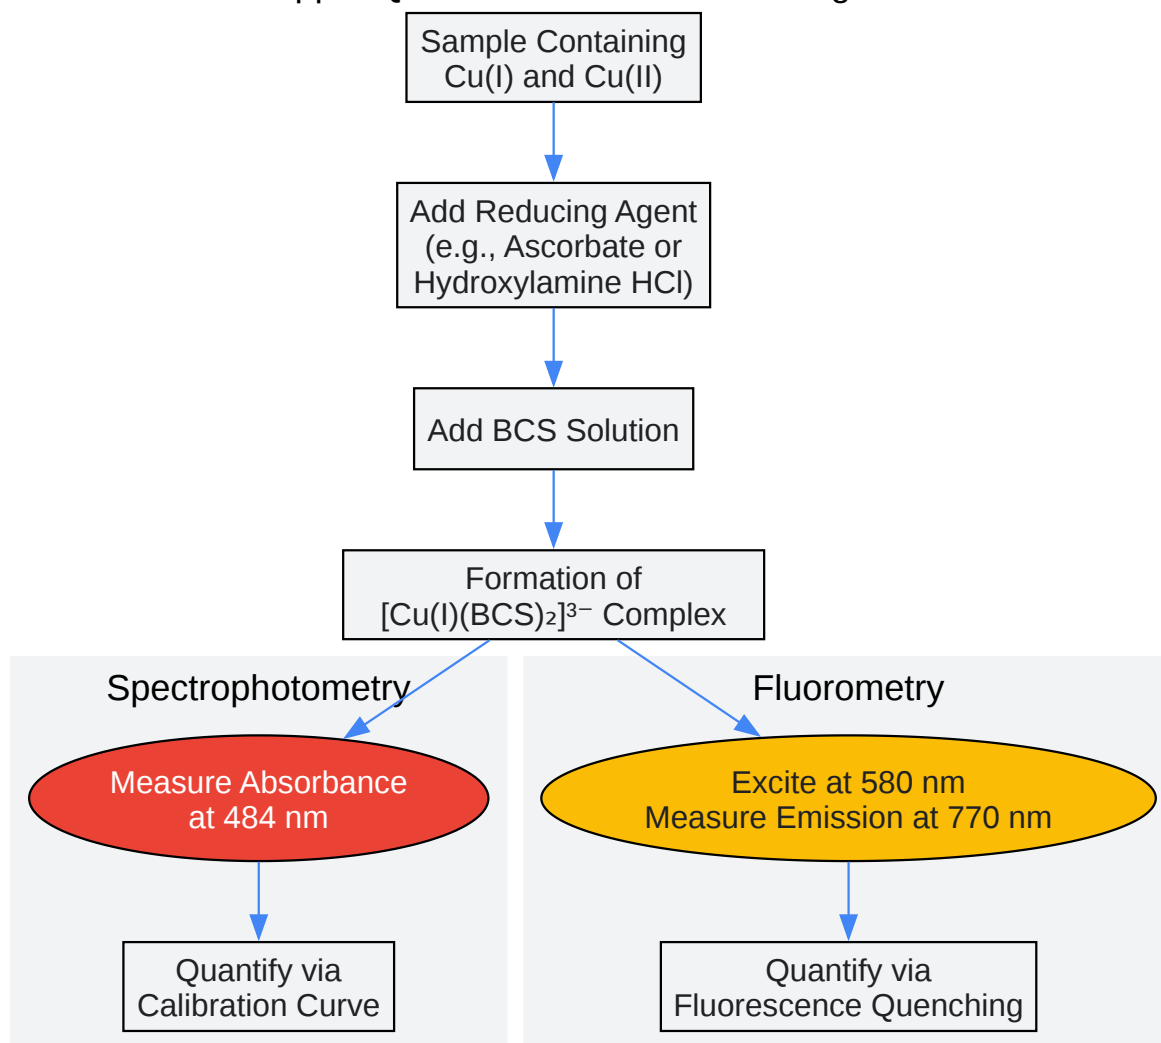 Sample Containing
Cu(I) and Cu(II)
Add Reducing Agent
(e.g., Ascorbate or
Hydroxylamine HCl)
Add BCS Solution
Formation of
[Cu(I)(BCS)₂]³⁻ Complex
Spectrophotometry
Measure Absorbance
at 484 nm
Quantify via
Calibration Curve
Fluorometry
Excite at 580 nm
Measure Emission at 770 nm
Quantify via
Fluorescence Quenching